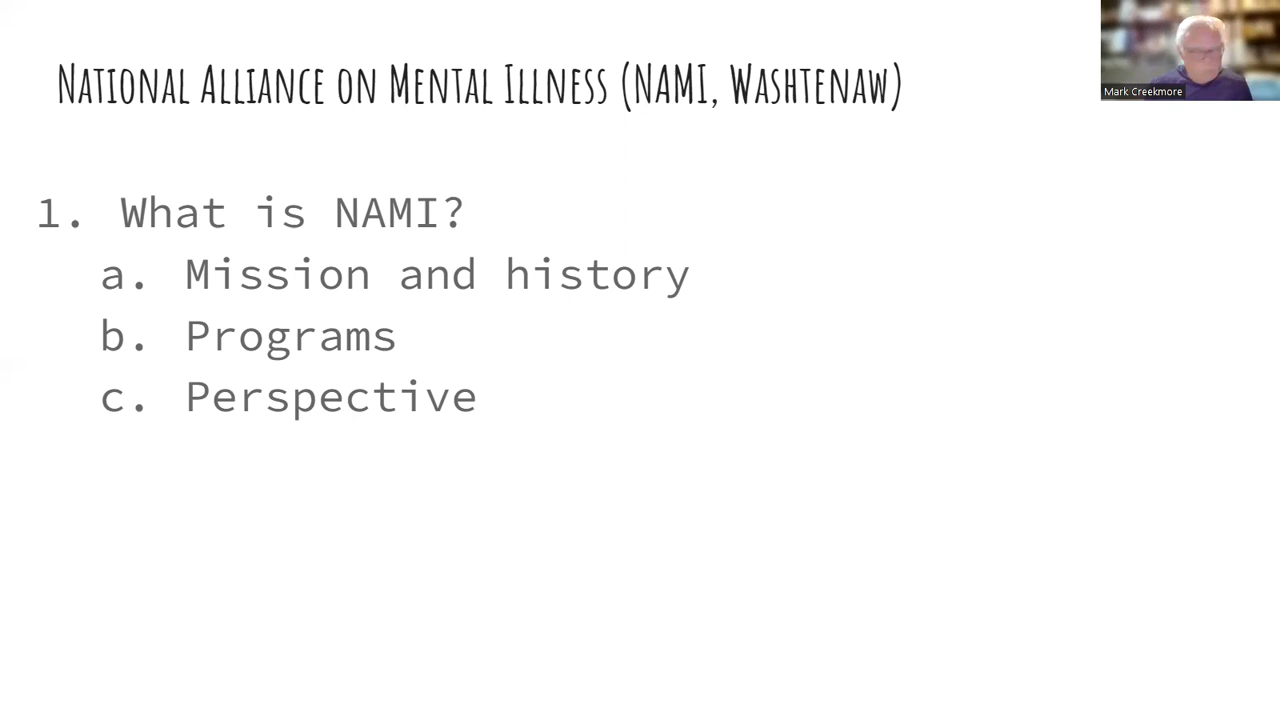 National Alliance on Mental Illness (NAMI, Washtenaw)
Mark Creekmore
1. What is NAMI?
a. Mission and history
b. Programs
c. Perspective